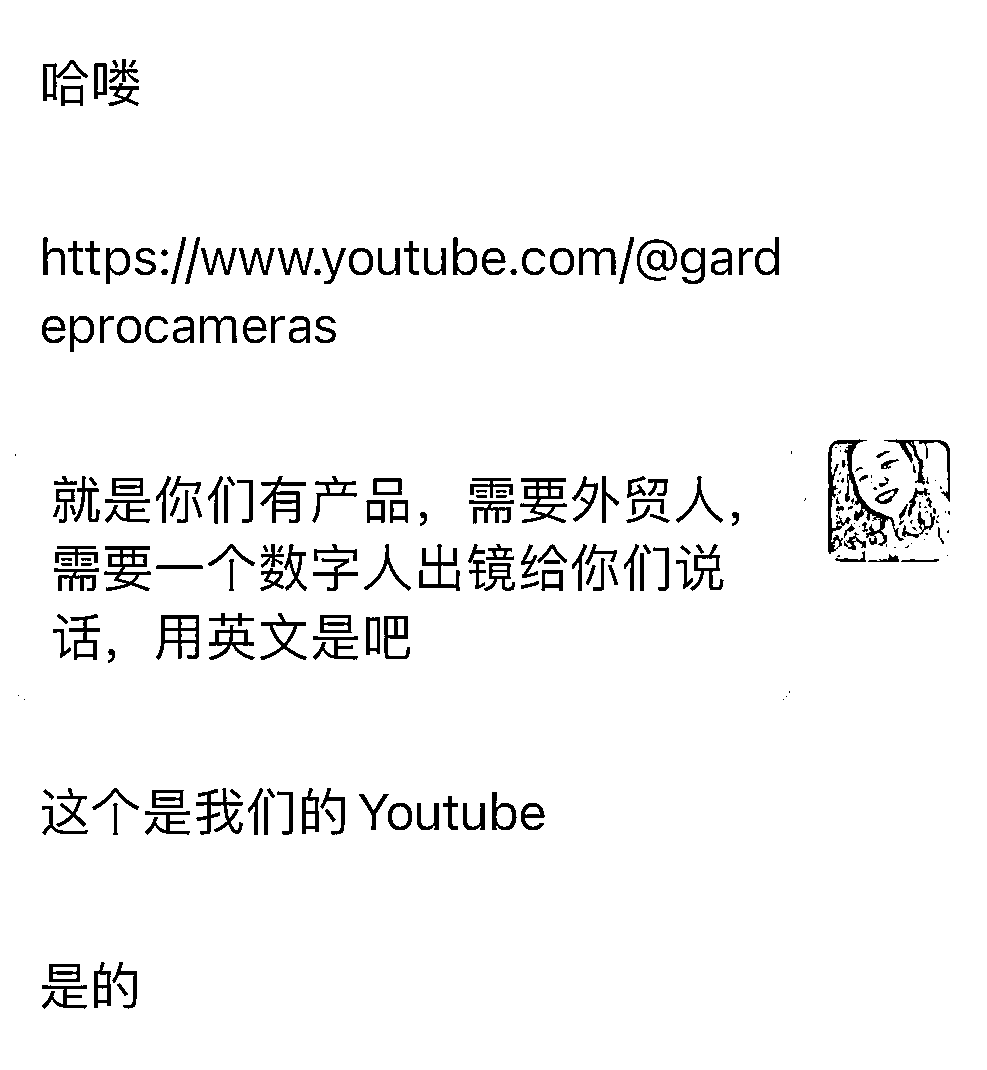 哈喽
https://www.youtube.com/@gard
eprocameras
就是你们有产品，需要外贸人，
需要一个数字人出镜给你们说
话，用英文是吧
这个是我们的 Youtube
是的